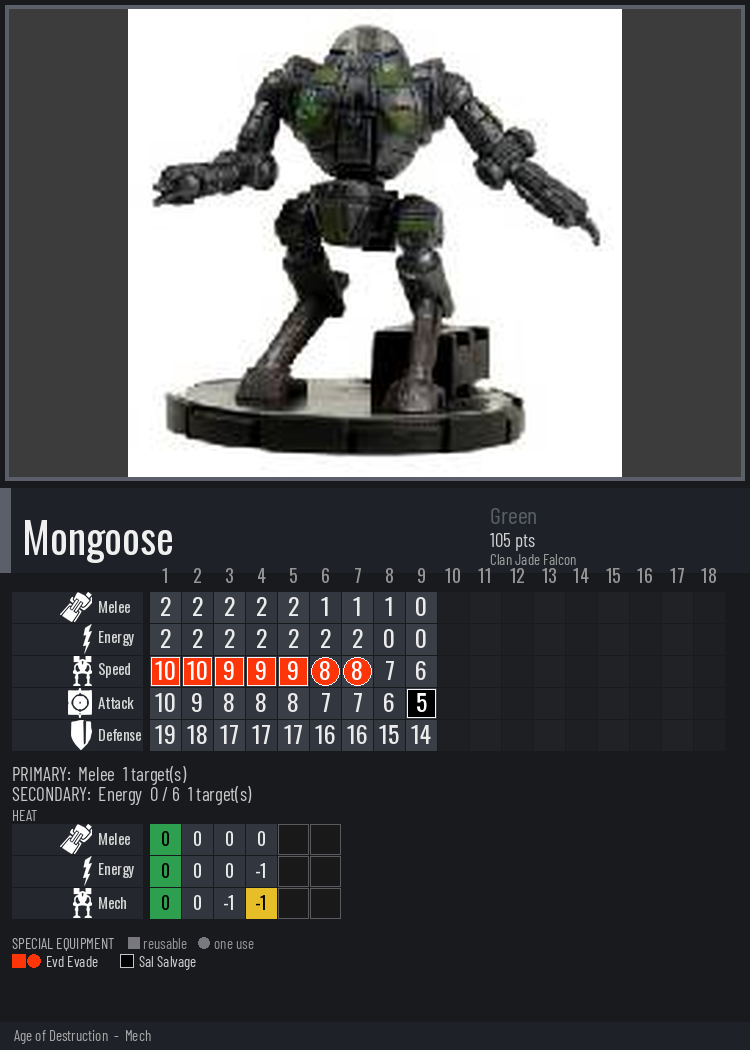 Mongoose
Green
105 pts
Clan Jade Falcon
1 2 3 4 5 6 7 8 9 10 11 12 13 14 15 16 17 18
Melee 2 2 2 2 2 1 1 1 0
Energy 2 2 2 2 2 2 2 0 0
Speed 10 10 9 9 9 8 8 7 6
Attack 10 9 8 8 8 7 7 6 5
Defense 19 18 17 17 17 16 16 15 14
PRIMARY: Melee 1 target(s)
SECONDARY: Energy 0 / 6 1 target(s)
HEAT
Melee 0 0 0 0
Energy 0 0 0 -1
Mech 0 0 -1 -1
SPECIAL EQUIPMENT reusable one use
Evd Evade Sal Salvage
Age of Destruction - Mech